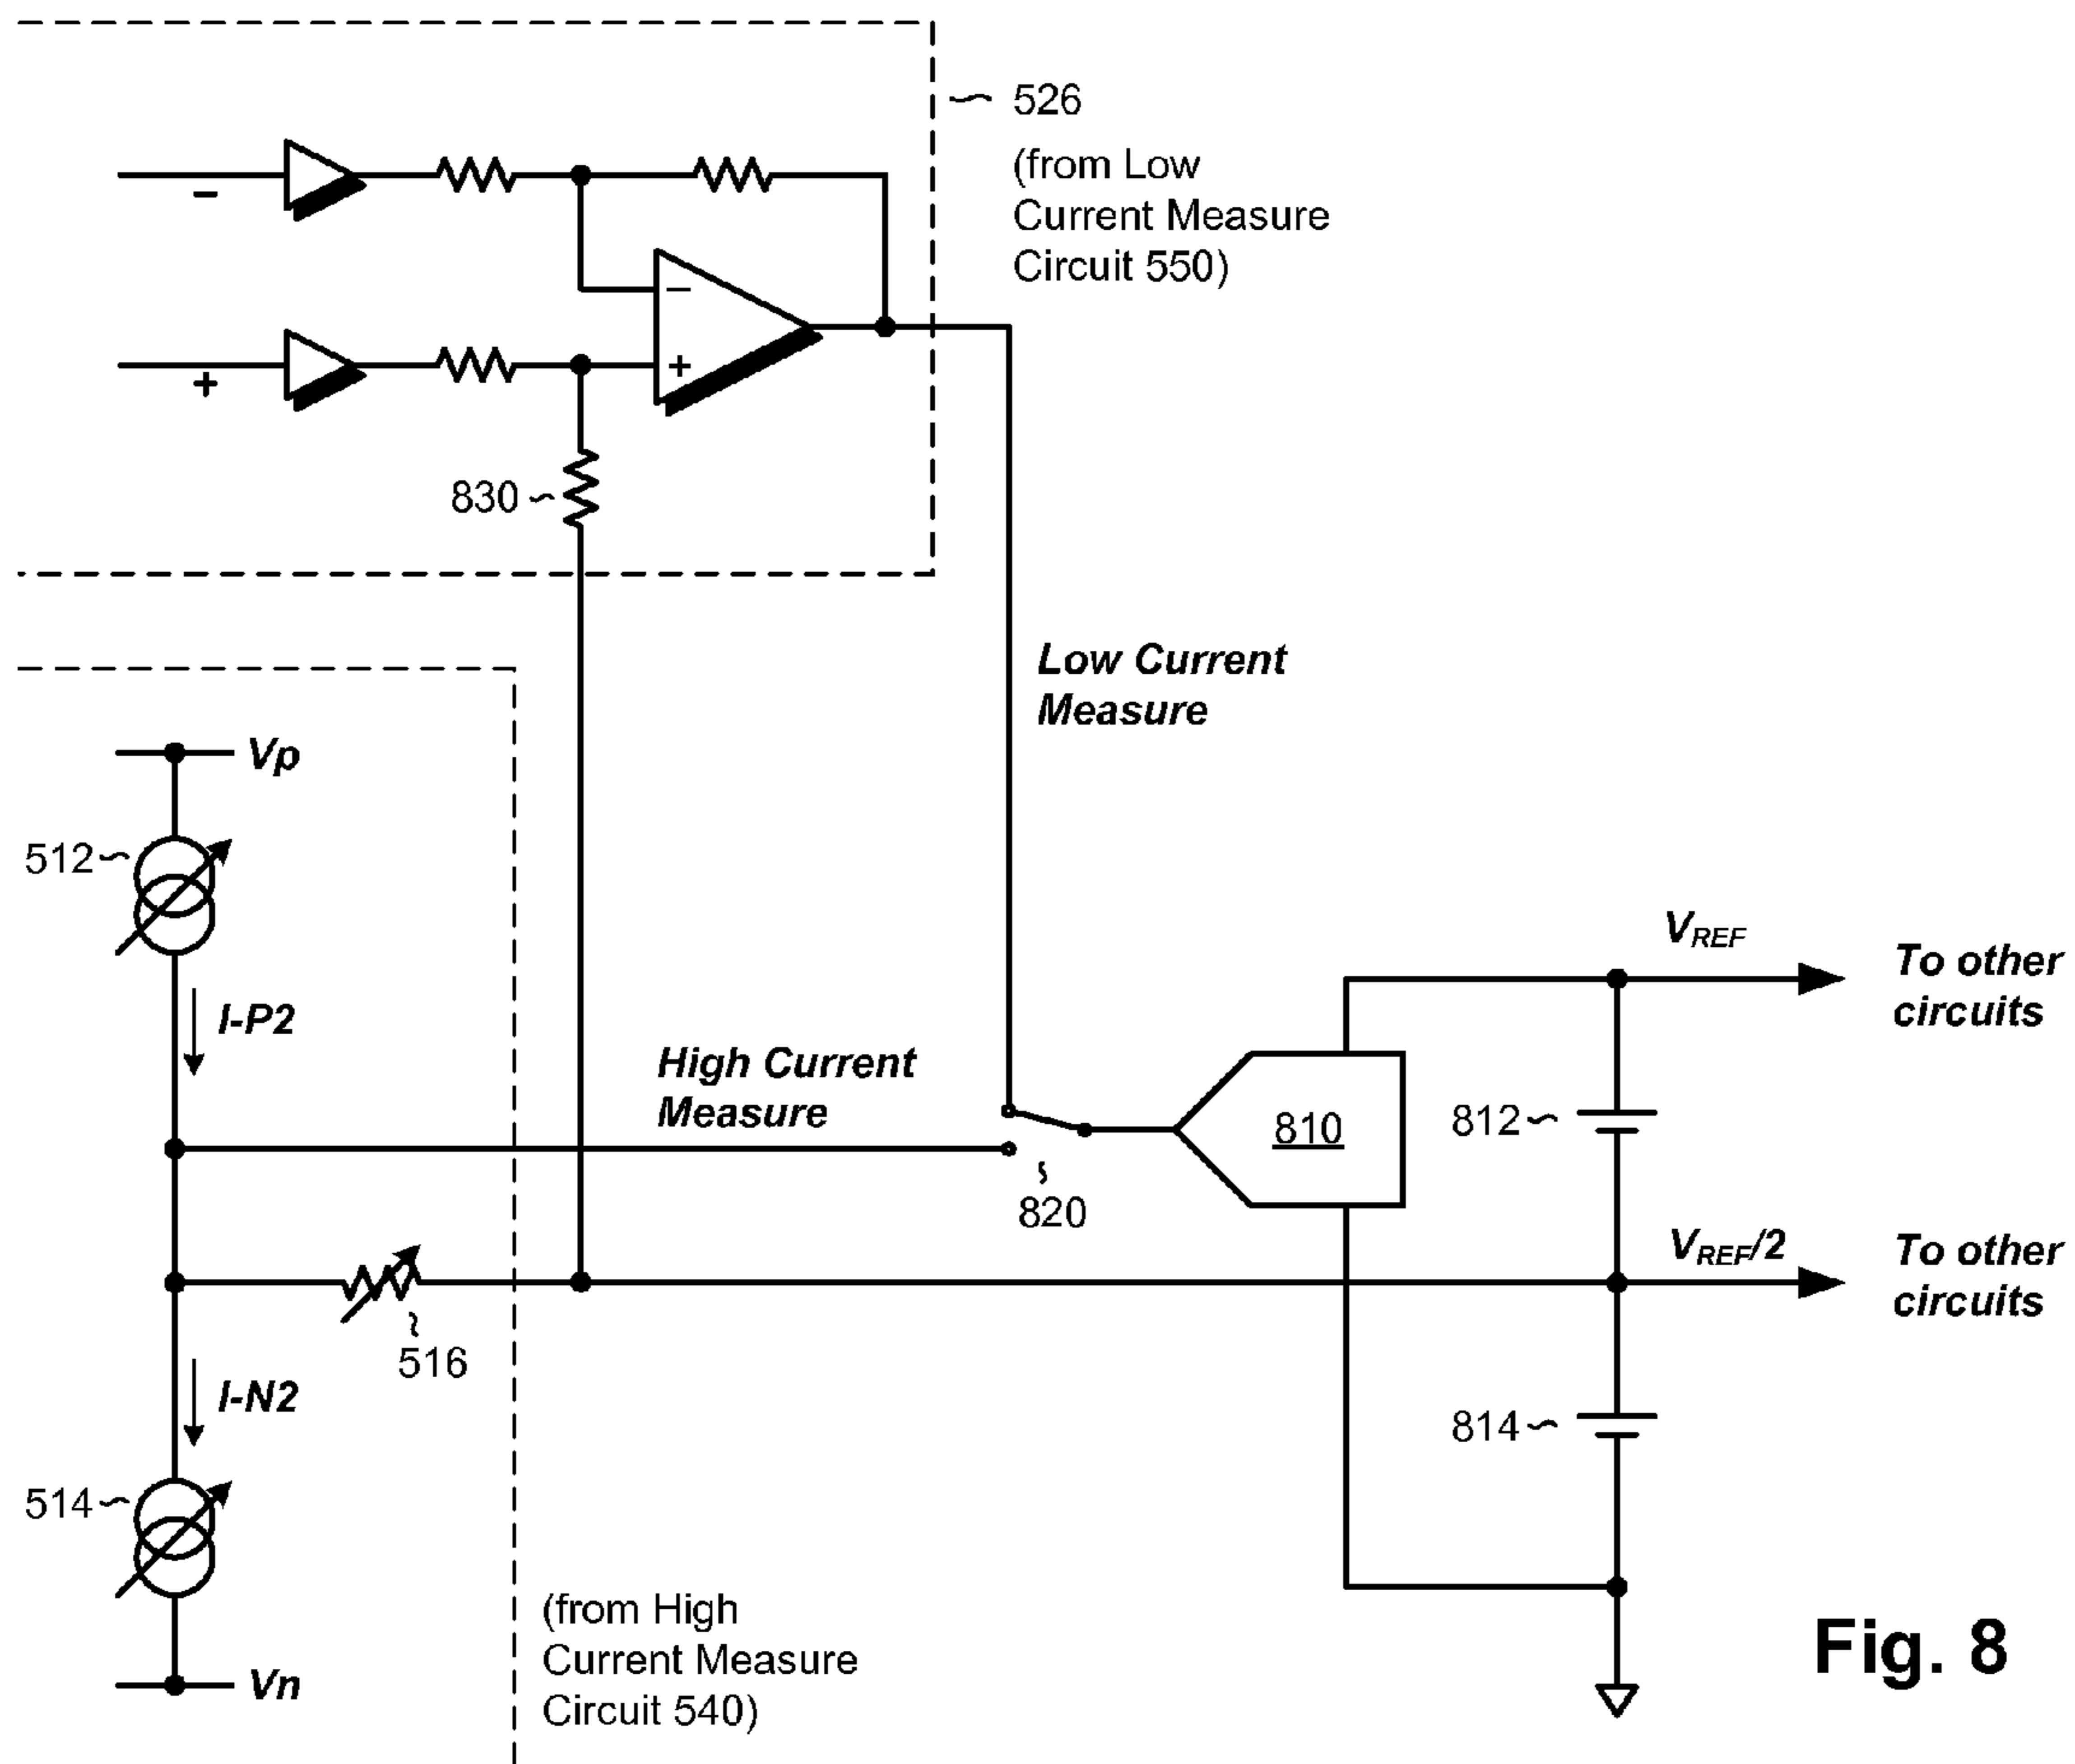 526
(from Low
Current Measure
Circuit 550)
−
+
−
+
830
Low Current
Measure
Vp
512
I-P2
High Current
Measure
VREF
To other
circuits
810
812
820
VREF/2
To other
circuits
516
I-N2
814
514
(from High
Current Measure
Circuit 540)
Vn
Fig. 8